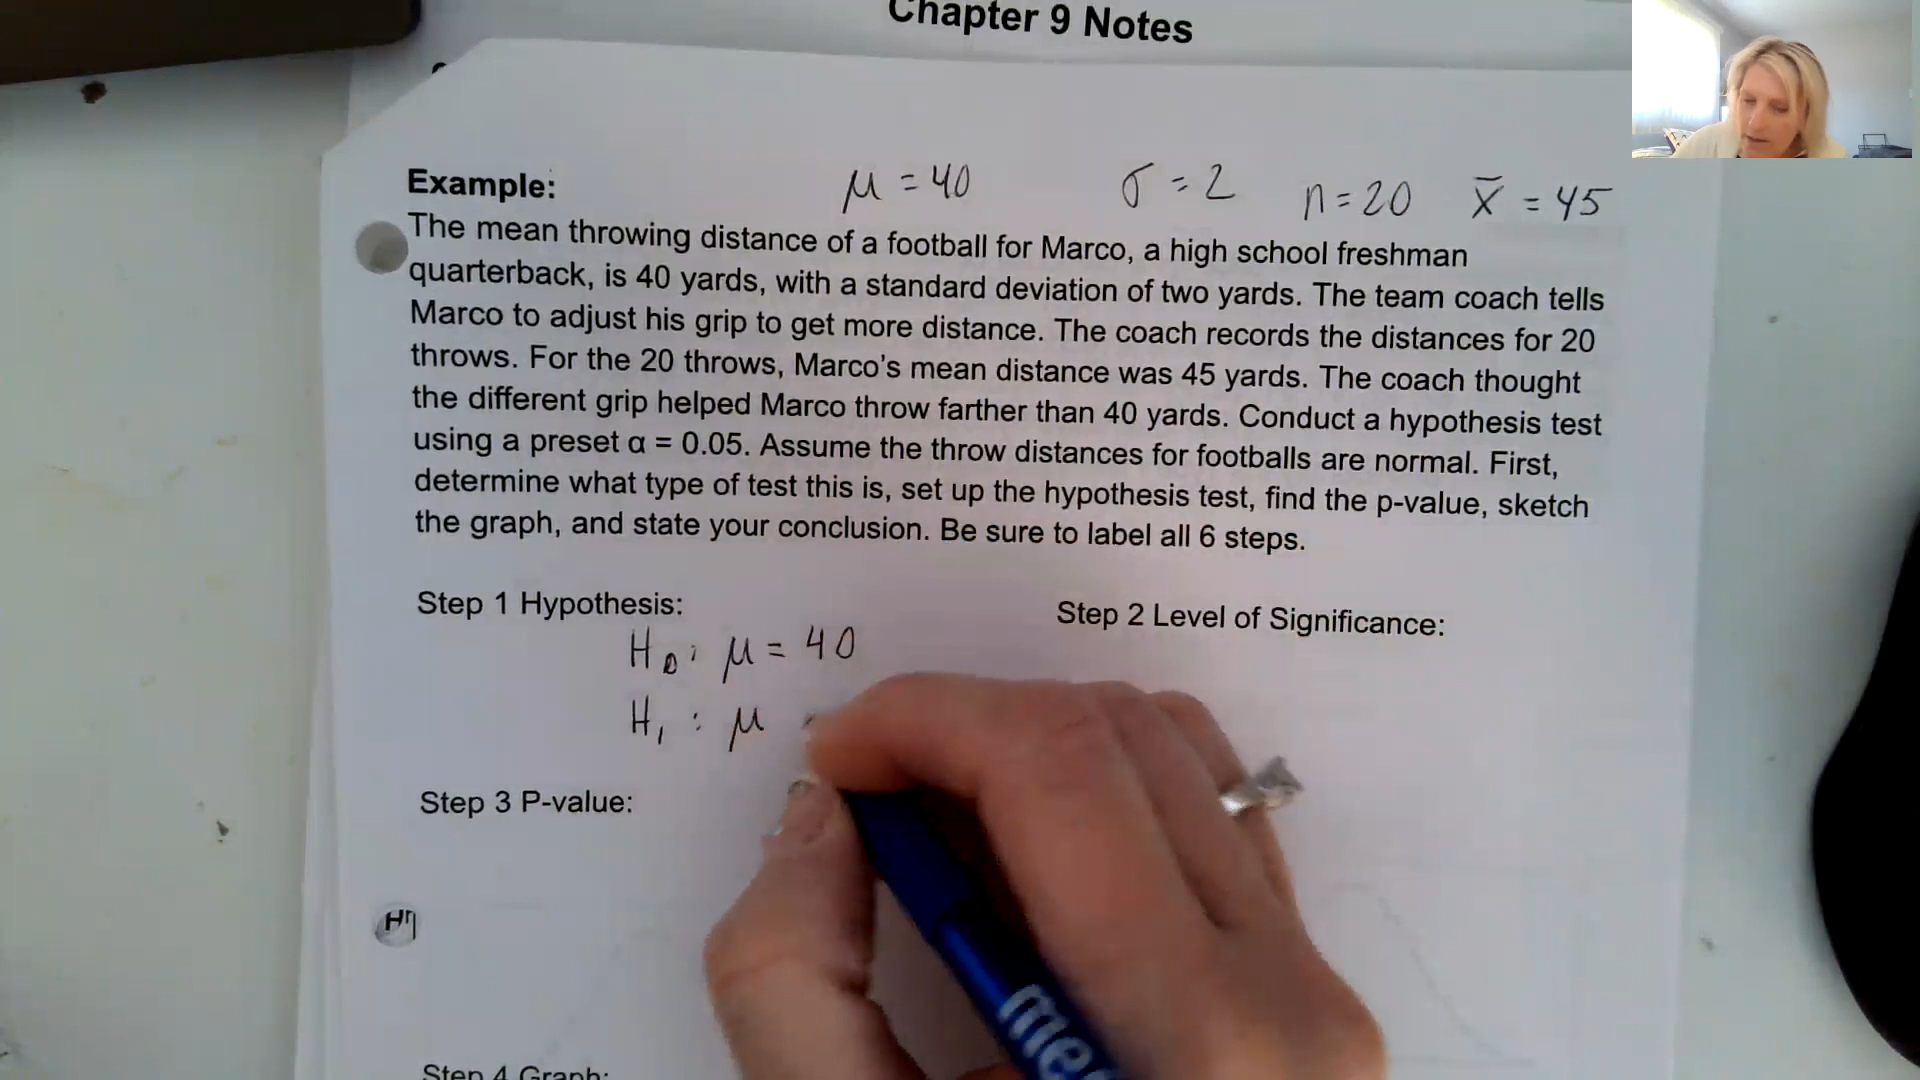 Chapter 9 Notes
Example:
μ = 40 σ = 2 n = 20 x̄ = 45
The mean throwing distance of a football for Marco, a high school freshman
quarterback, is 40 yards, with a standard deviation of two yards. The team coach tells
Marco to adjust his grip to get more distance. The coach records the distances for 20
throws. For the 20 throws, Marco’s mean distance was 45 yards. The coach thought
the different grip helped Marco throw farther than 40 yards. Conduct a hypothesis test
using a preset α = 0.05. Assume the throw distances for footballs are normal. First,
determine what type of test this is, set up the hypothesis test, find the p-value, sketch
the graph, and state your conclusion. Be sure to label all 6 steps.
Step 1 Hypothesis:
Step 2 Level of Significance:
H₀: μ = 40
H₁: μ
Step 3 P-value:
Step 4 Graph: